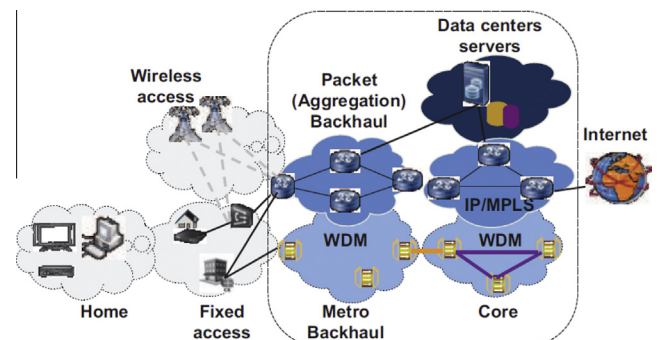 Data centers
servers
Wireless
access
Packet
(Aggregation)
Backhaul
Internet
IP/MPLS
WDM
WDM
Home
Fixed
access
Metro
Backhaul
Core